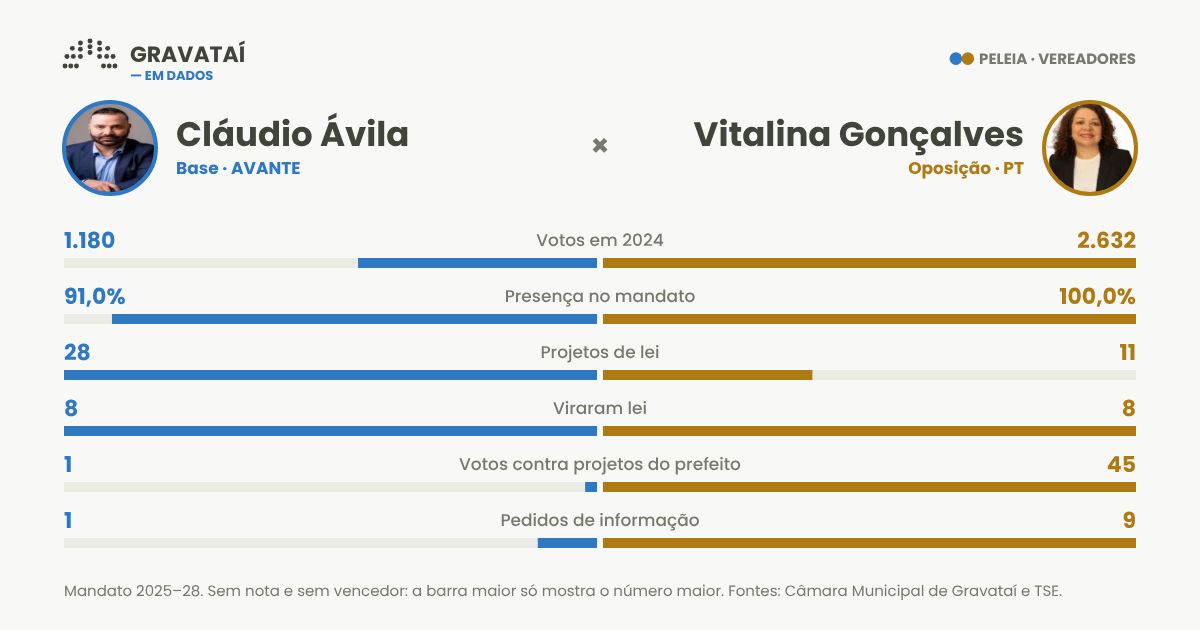 GRAVATAÍ
— EM DADOS
PELEIA · VEREADORES
Cláudio Ávila
Base · AVANTE
×
Vitalina Gonçalves
Oposição · PT
1.180 Votos em 2024 2.632
91,0% Presença no mandato 100,0%
28 Projetos de lei 11
8 Viraram lei 8
1 Votos contra projetos do prefeito 45
1 Pedidos de informação 9
Mandato 2025–28. Sem nota e sem vencedor: a barra maior só mostra o número maior. Fontes: Câmara Municipal de Gravataí e TSE.